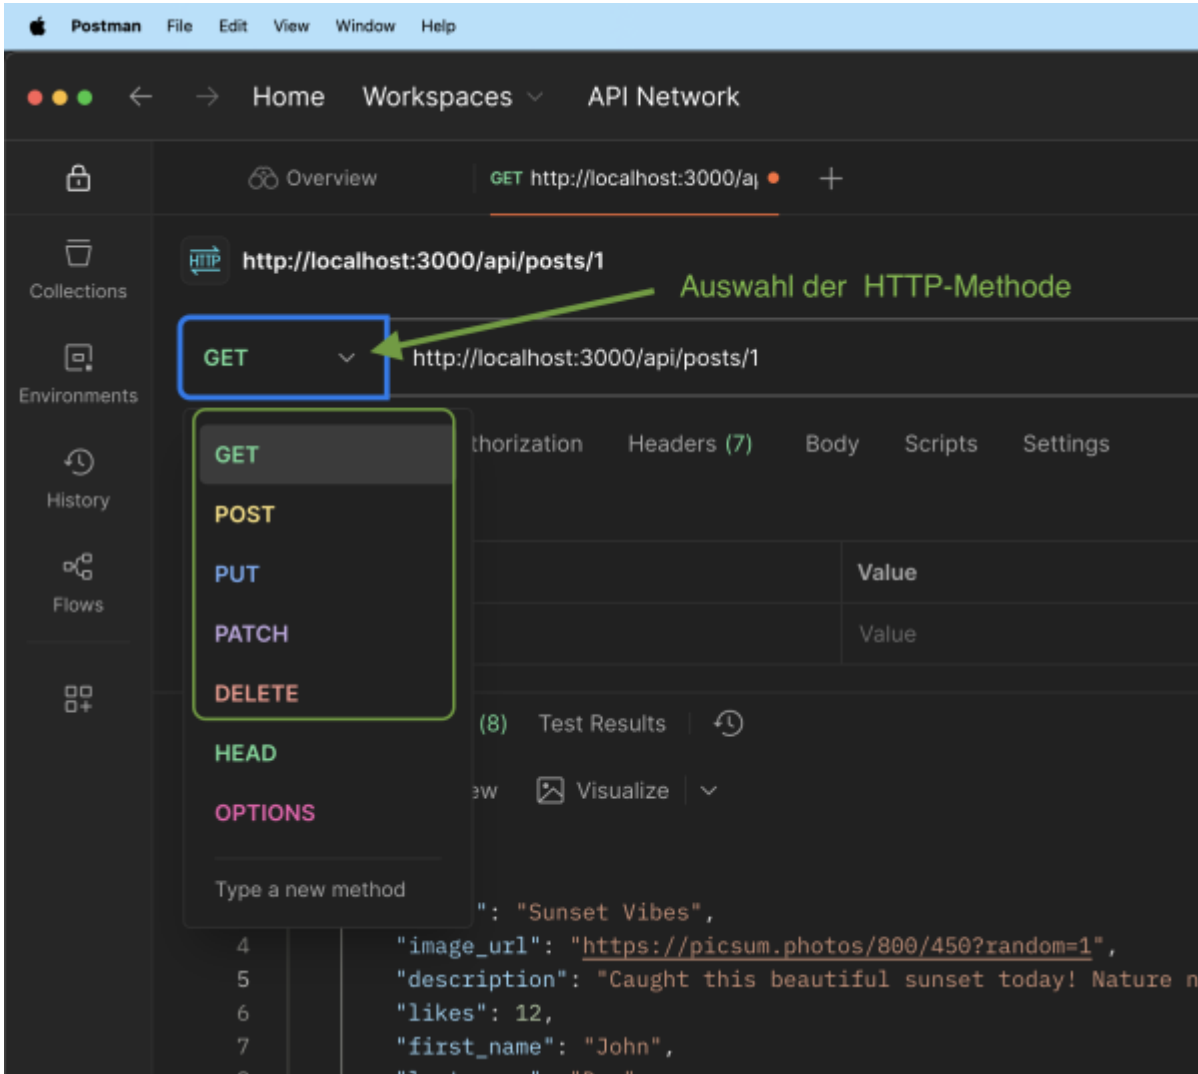 Postman File Edit View Window Help
Home Workspaces API Network
Overview GET http://localhost:3000/a
HTTP http://localhost:3000/api/posts/1
Auswahl der HTTP-Methode
Collections
GET http://localhost:3000/api/posts/1
Environments
GET thorization Headers (7) Body Scripts Settings
History
POST
PUT Value
Flows
PATCH Value
DELETE
(8) Test Results
HEAD
ew Visualize
OPTIONS
Type a new method
": "Sunset Vibes",
4 "image_url": "https://picsum.photos/800/450?random=1",
5 "description": "Caught this beautiful sunset today! Nature n
6 "likes": 12,
7 "first_name": "John",